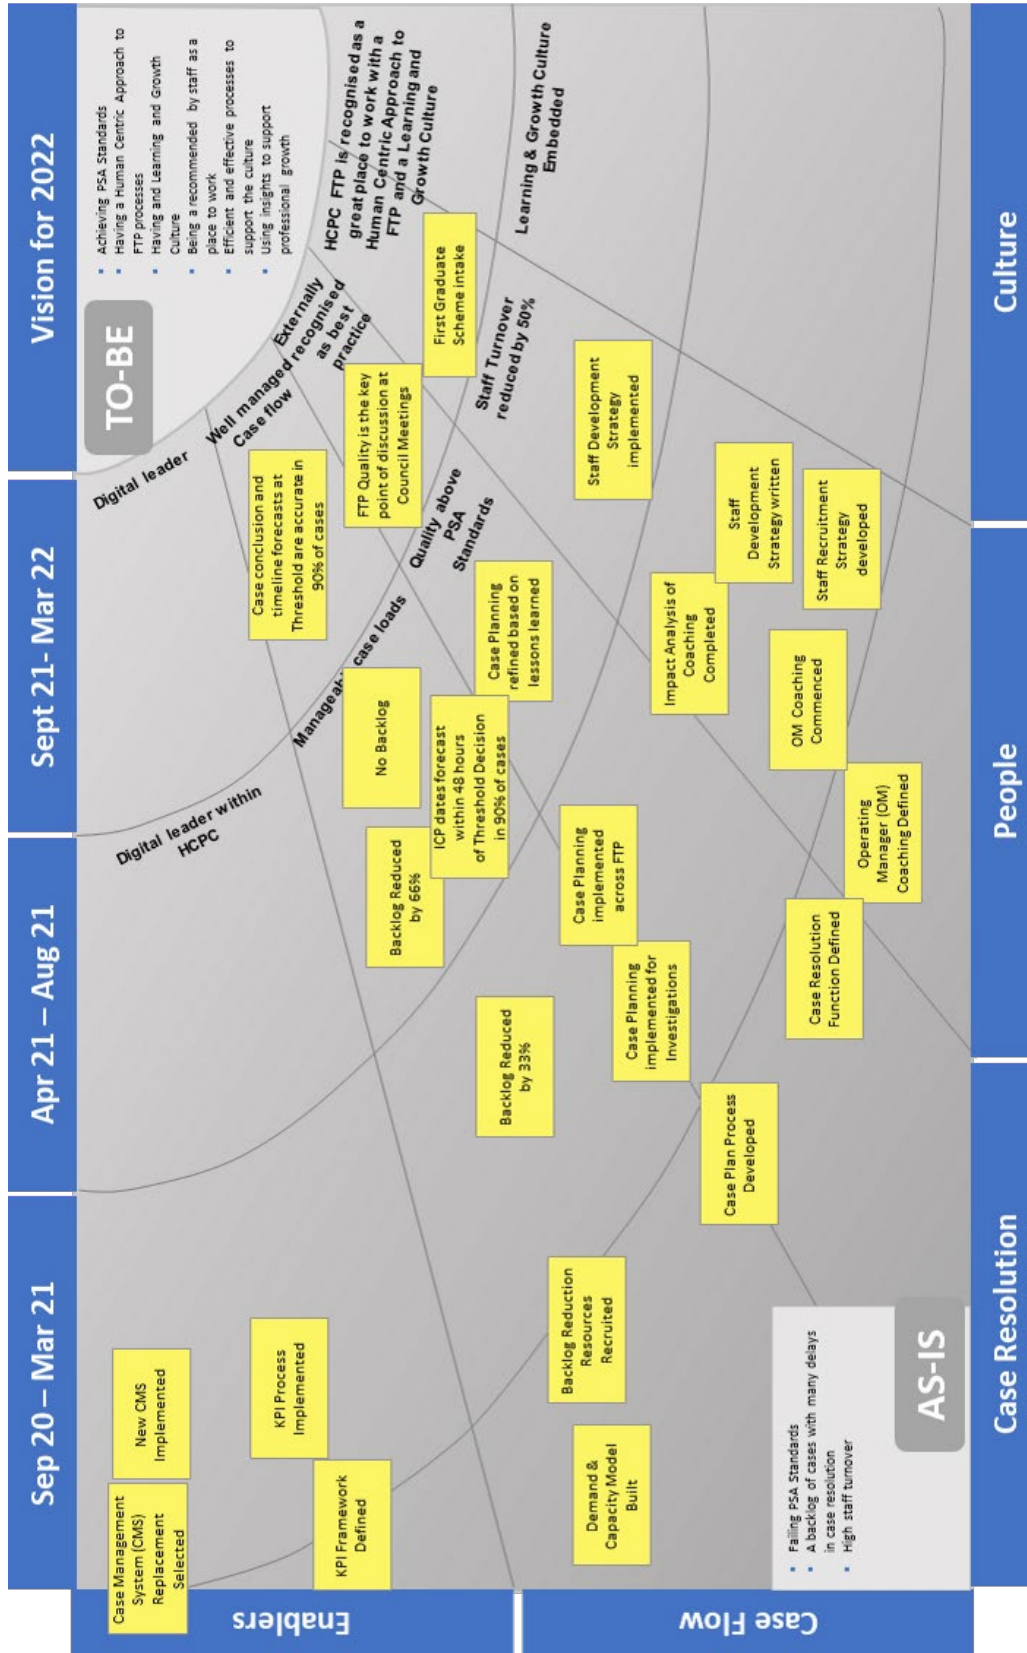 Sep 20 – Mar 21
Apr 21 – Aug 21
Sept 21- Mar 22
Vision for 2022
TO-BE
Achieving PSA Standards
Having a Human Centric Approach to
FTP processes
Having and Learning and Growth
Culture
Being a recommended by staff as a
place to work
Efficient and effective processes to
support the culture
Using insights to support
professional growth
Digital leader
Well managed
Case flow
Externally
recognised
as best
practice
HCPC FTP is recognised as a
great place to work with a
Human Centric Approach to
FTP and a Learning and
Growth Culture
Digital leader within
HCPC
Manageable case loads
Quality above
PSA
Standards
Staff Turnover
reduced by 50%
Learning & Growth Culture
Embedded
Case Management
System (CMS)
Replacement
Selected
New CMS
Implemented
KPI Framework
Defined
KPI Process
Implemented
Demand &
Capacity Model
Built
Backlog Reduction
Resources
Recruited
Case Plan Process
Developed
Backlog Reduced
by 33%
Case Planning
implemented for
Investigations
Case Planning
implemented
across FTP
Backlog Reduced
by 66%
No Backlog
ICP dates forecast
within 48 hours
of Threshold Decision
in 90% of cases
Case Planning
refined based on
lessons learned
Case conclusion and
timeline forecasts at
Threshold are accurate in
90% of cases
FTP Quality is the key
point of discussion at
Council Meetings
First Graduate
Scheme intake
Case Resolution
Function Defined
Operating
Manager (OM)
Coaching Defined
OM Coaching
Commenced
Impact Analysis of
Coaching
Completed
Staff
Development
Strategy written
Staff Recruitment
Strategy
developed
Staff Development
Strategy
implemented
Failing PSA Standards
A backlog of cases with many delays
in case resolution
High staff turnover
AS-IS
Enablers
Case Flow
Case Resolution
People
Culture